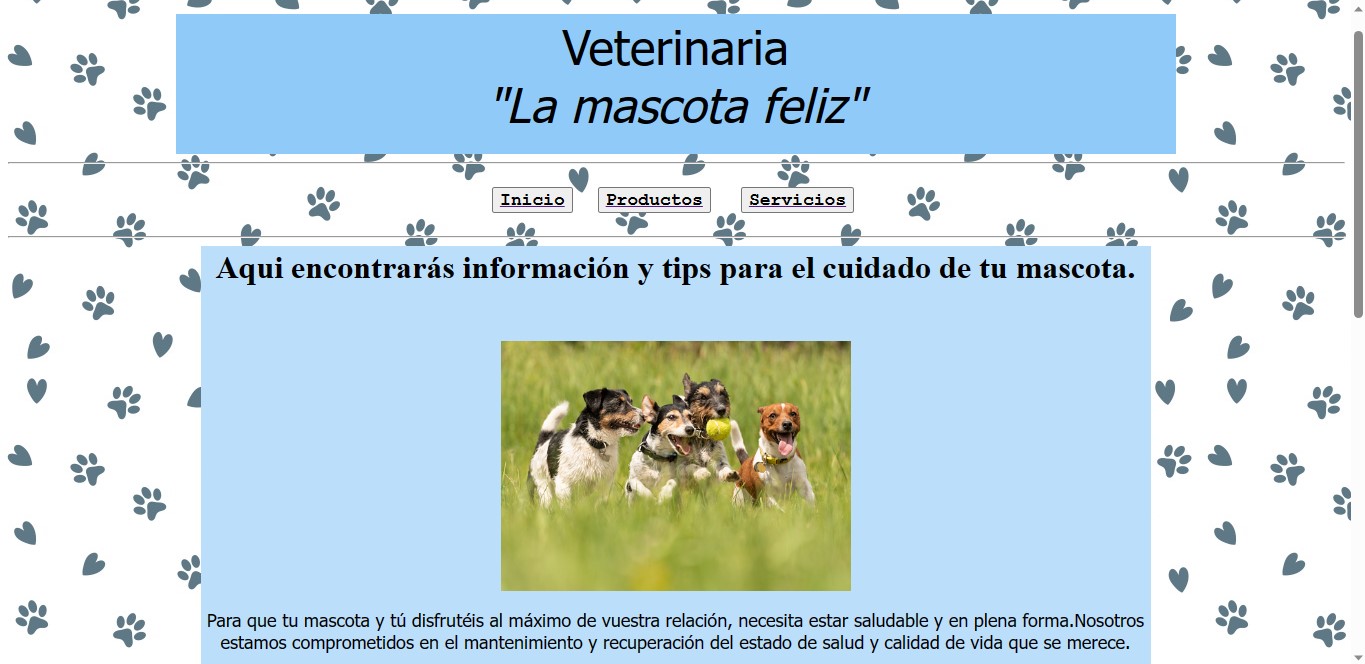 Veterinaria
"La mascota feliz"
Inicio Productos Servicios
Aqui encontrarás información y tips para el cuidado de tu mascota.
Para que tu mascota y tú disfrutéis al máximo de vuestra relación, necesita estar saludable y en plena forma.Nosotros
estamos comprometidos en el mantenimiento y recuperación del estado de salud y calidad de vida que se merece.